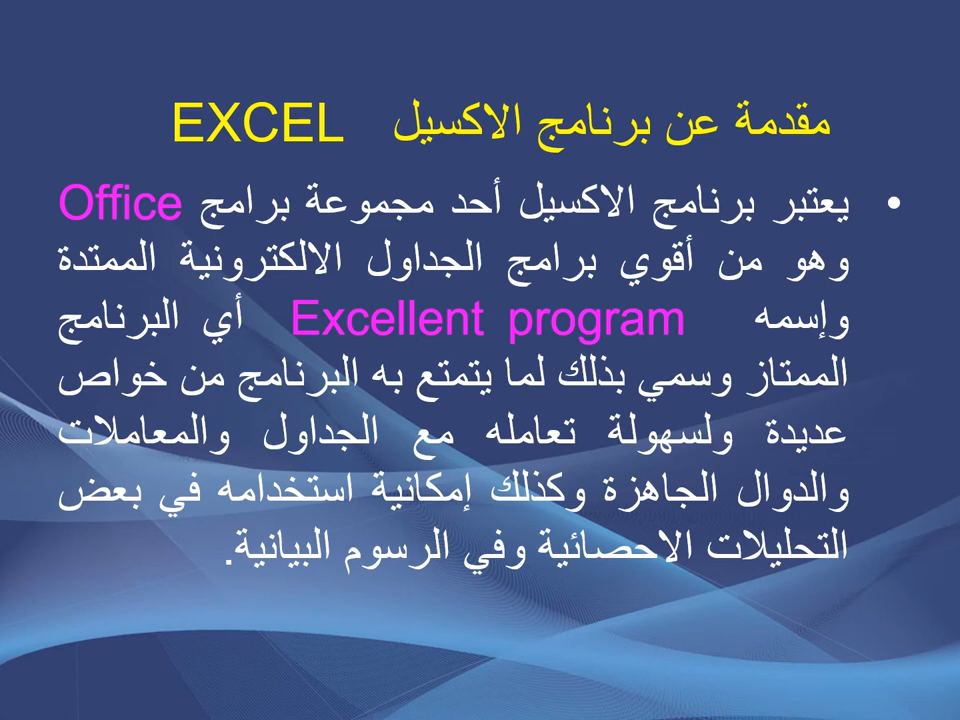 مقدمة عن برنامج الاكسيل EXCEL
• يعتبر برنامج الاكسيل أحد مجموعة برامج Office
وهو من أقوي برامج الجداول الالكترونية الممتدة
وإسمه Excellent program أي البرنامج
الممتاز وسمي بذلك لما يتمتع به البرنامج من خواص
عديدة ولسهولة تعامله مع الجداول والمعاملات
والدوال الجاهزة وكذلك إمكانية استخدامه في بعض
التحليلات الاحصائية وفي الرسوم البيانية.